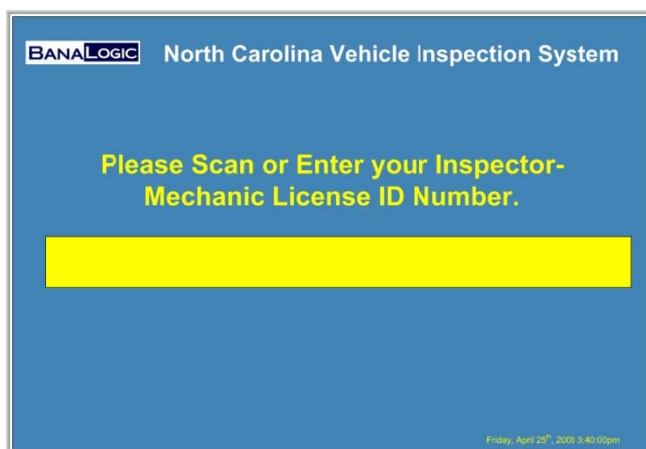 BANALOGIC North Carolina Vehicle Inspection System
Please Scan or Enter your Inspector-
Mechanic License ID Number.
Friday, April 25th, 2008 3:40:00pm